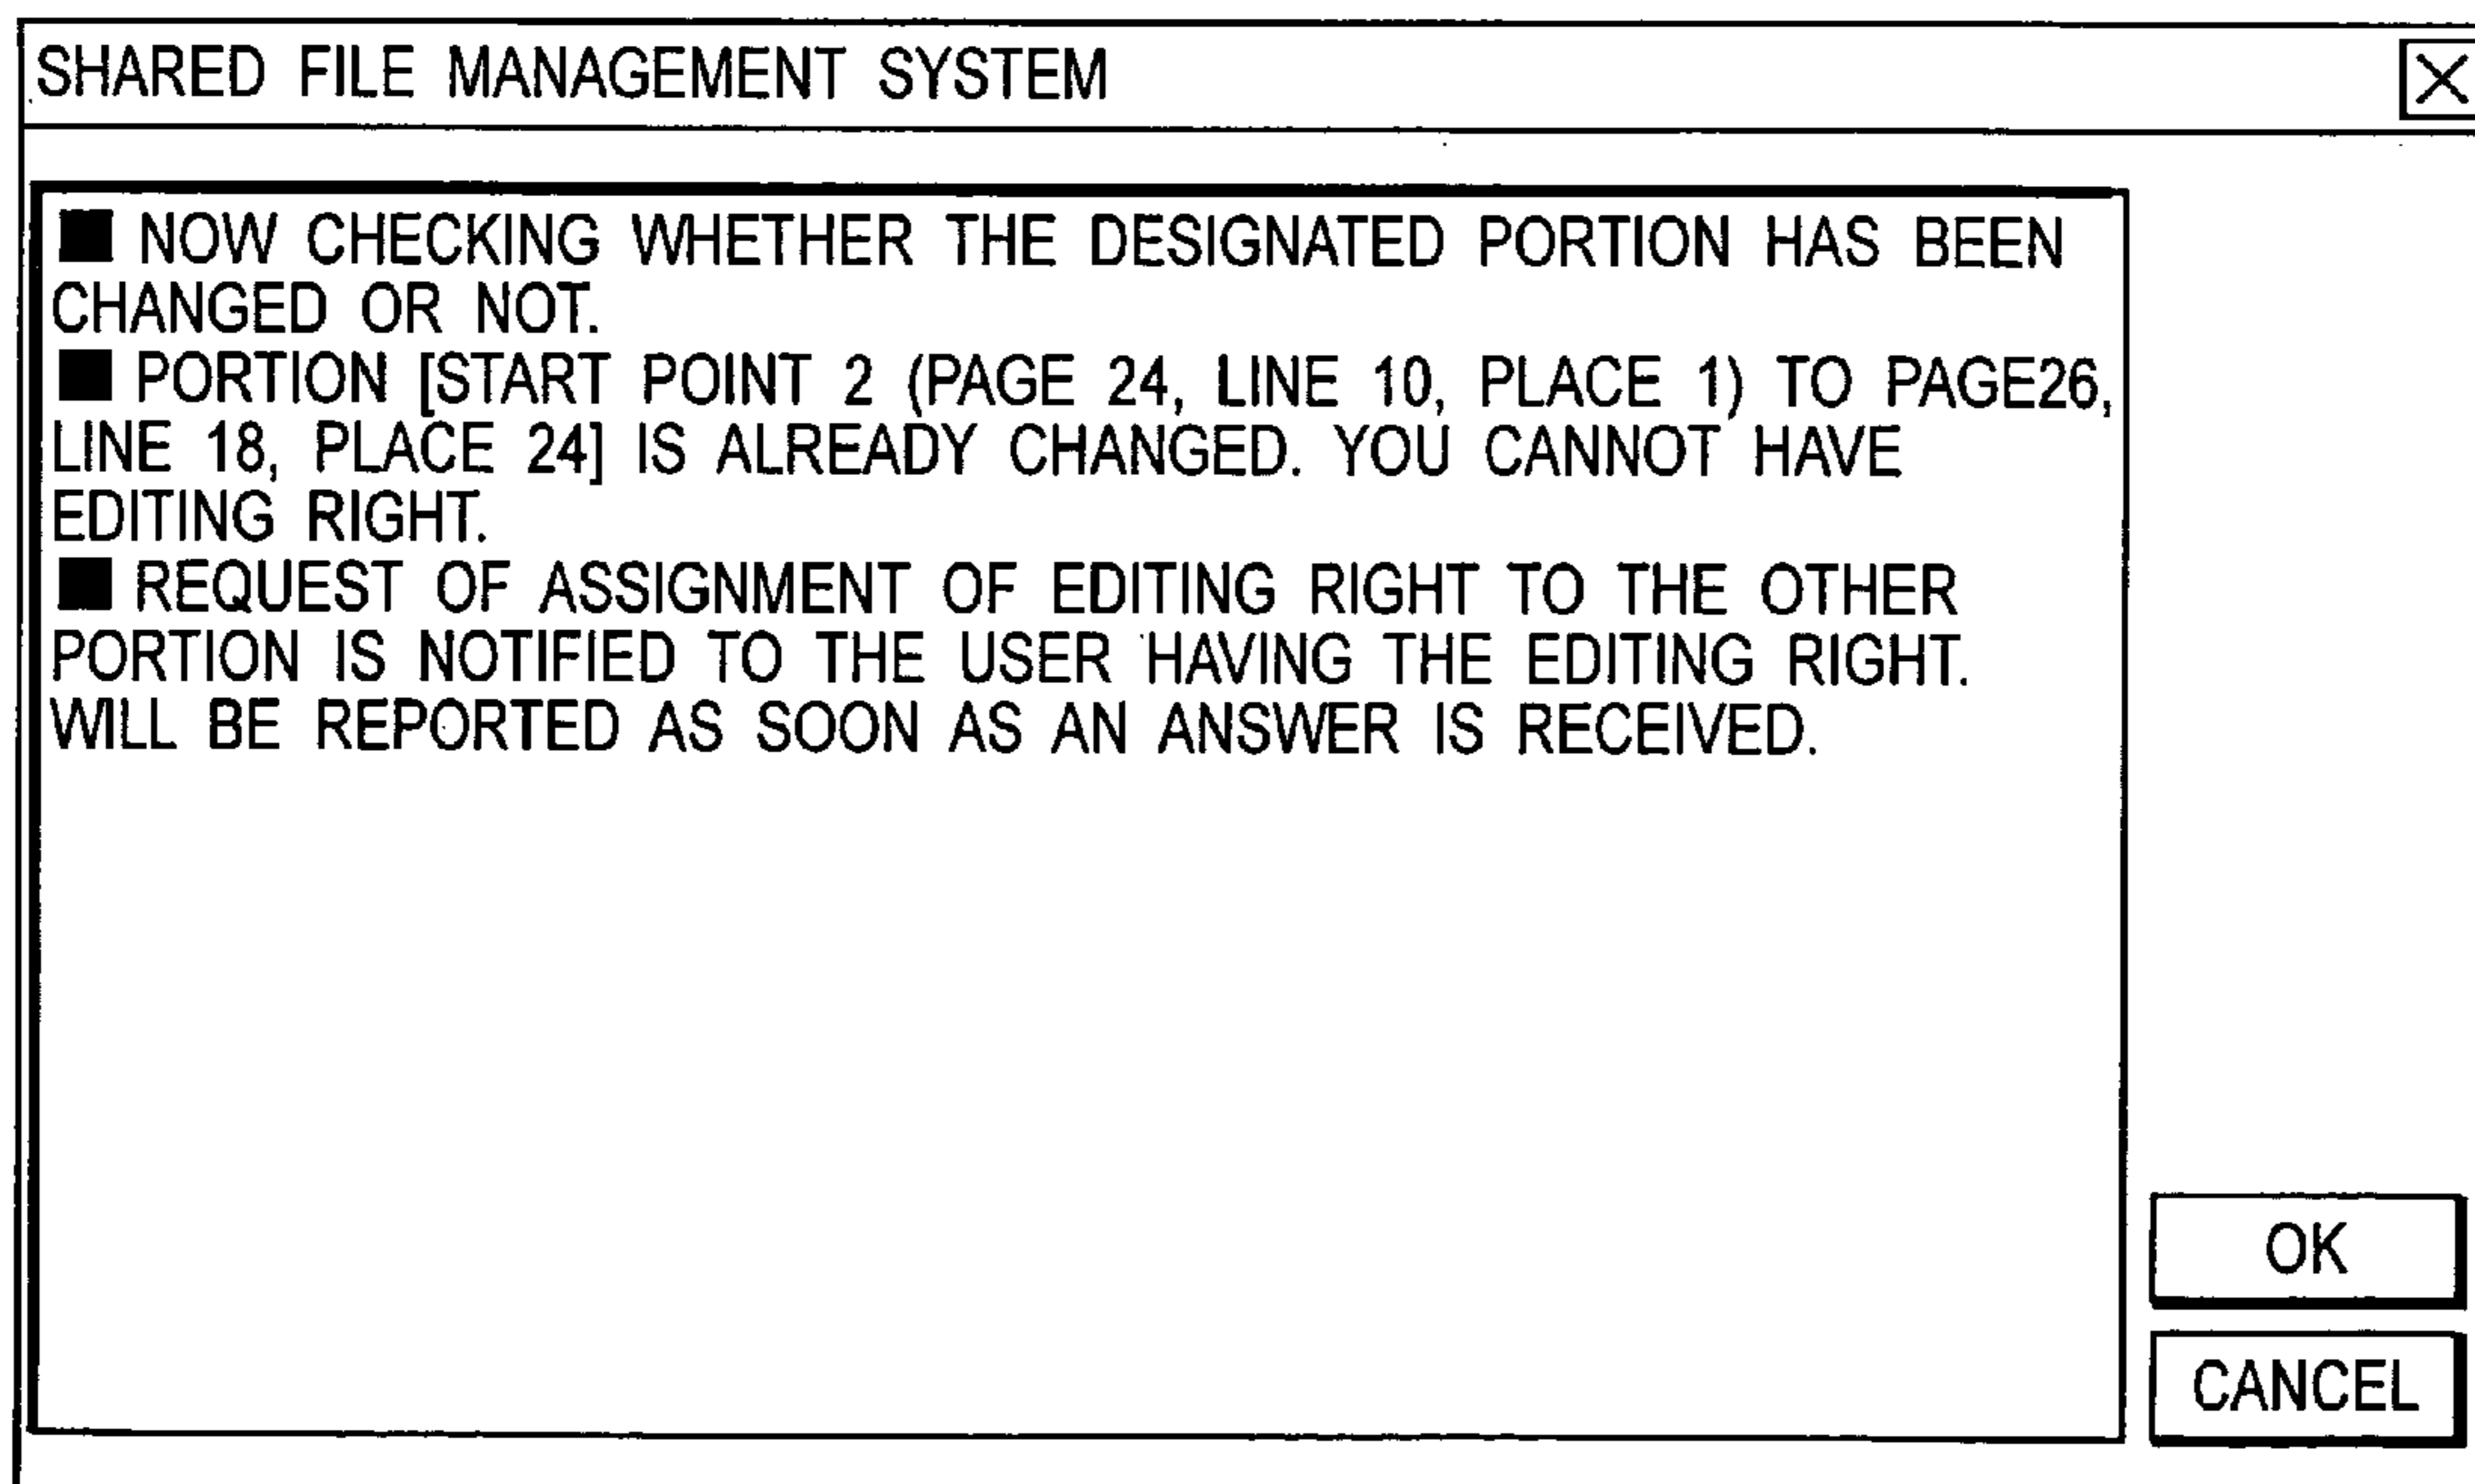 SHARED FILE MANAGEMENT SYSTEM
X
■ NOW CHECKING WHETHER THE DESIGNATED PORTION HAS BEEN
CHANGED OR NOT.
■ PORTION [START POINT 2 (PAGE 24, LINE 10, PLACE 1) TO PAGE26,
LINE 18, PLACE 24] IS ALREADY CHANGED. YOU CANNOT HAVE
EDITING RIGHT.
■ REQUEST OF ASSIGNMENT OF EDITING RIGHT TO THE OTHER
PORTION IS NOTIFIED TO THE USER HAVING THE EDITING RIGHT.
WILL BE REPORTED AS SOON AS AN ANSWER IS RECEIVED.
OK
CANCEL